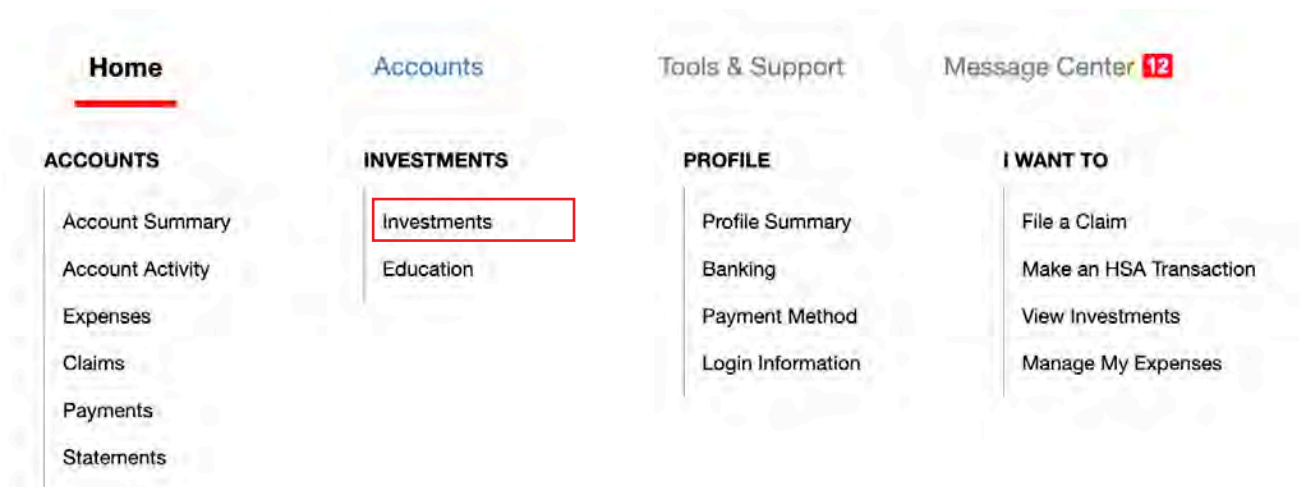 Home
Accounts
Tools & Support
Message Center 12
ACCOUNTS
Account Summary
Account Activity
Expenses
Claims
Payments
Statements
INVESTMENTS
Investments
Education
PROFILE
Profile Summary
Banking
Payment Method
Login Information
I WANT TO
File a Claim
Make an HSA Transaction
View Investments
Manage My Expenses